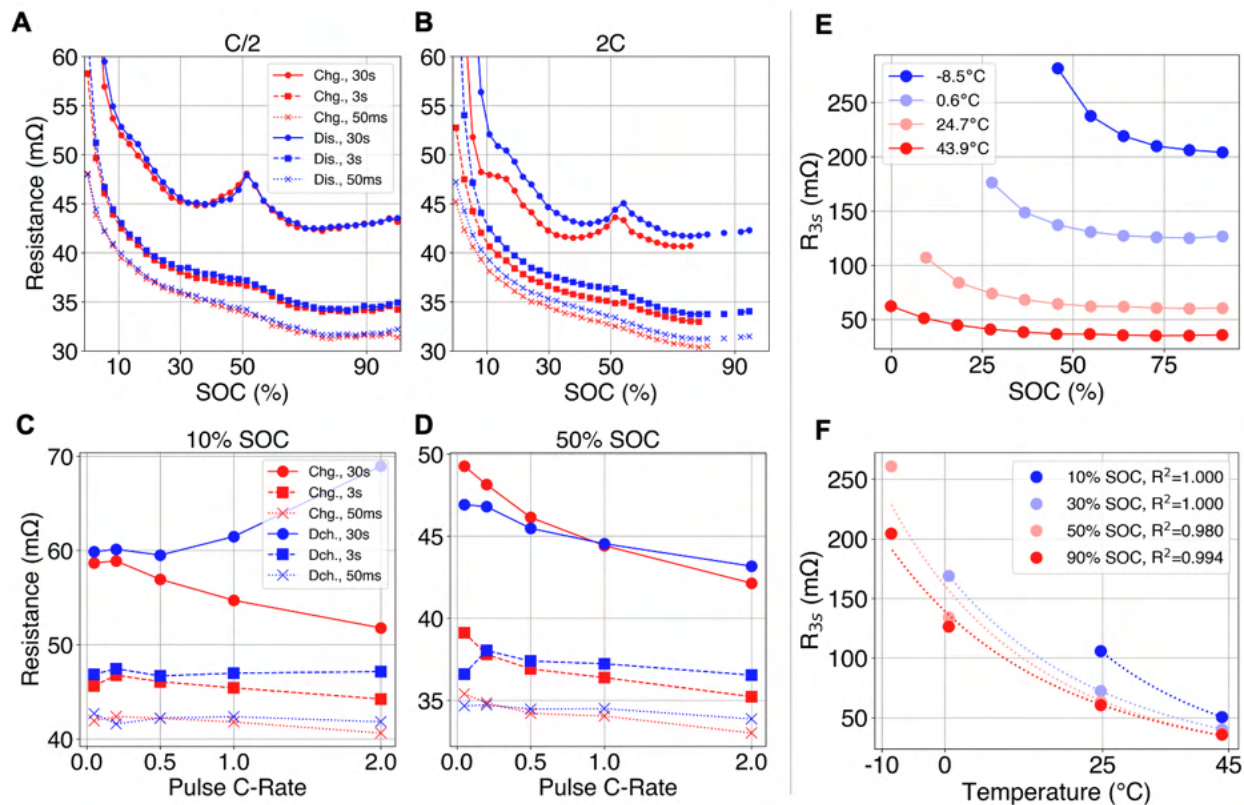 A
C/2
Resistance (mΩ)
60
55
50
45
40
35
30
10
30
50
70
90
SOC (%)
Chg., 30s
Chg., 3s
Chg., 50ms
Dis., 30s
Dis., 3s
Dis., 50ms
B
2C
60
55
50
45
40
35
30
10
30
50
70
90
SOC (%)
E
R3s (mΩ)
250
200
150
100
50
0
25
50
75
SOC (%)
-8.5°C
0.6°C
24.7°C
43.9°C
C
10% SOC
Resistance (mΩ)
70
60
50
40
0.0
0.5
1.0
2.0
Pulse C-Rate
Chg., 30s
Chg., 3s
Chg., 50ms
Dch., 30s
Dch., 3s
Dch., 50ms
D
50% SOC
50
45
40
35
0.0
0.5
1.0
2.0
Pulse C-Rate
F
R3s (mΩ)
250
200
150
100
50
-10
0
25
45
Temperature (°C)
10% SOC, R²=1.000
30% SOC, R²=1.000
50% SOC, R²=0.980
90% SOC, R²=0.994